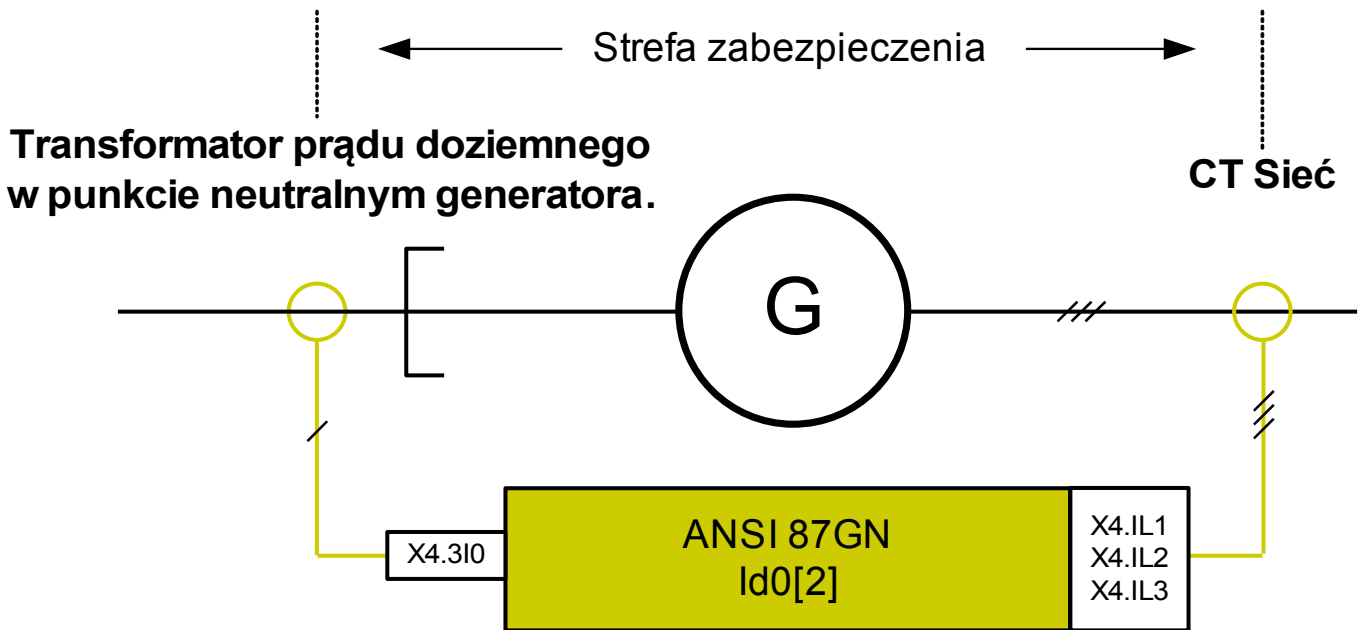 Strefa zabezpieczenia
Transformator prądu doziemnego
w punkcie neutralnym generatora.
CT Sieć
G
X4.3I0
ANSI 87GN
Id0[2]
X4.IL1
X4.IL2
X4.IL3